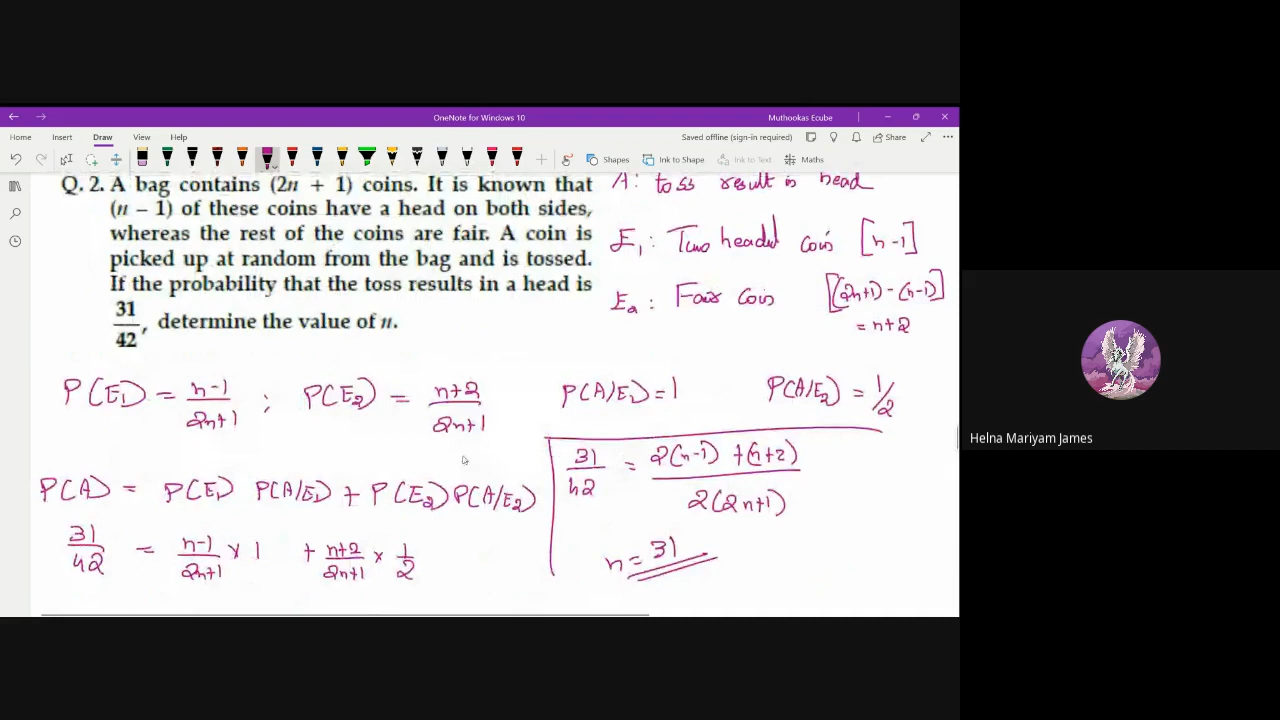 OneNote for Windows 10
Muthookas Ecube
Home Insert Draw View Help
Saved offline (sign-in required) Share
Shapes Ink to Shape Ink to Text Maths
Q. 2. A bag contains (2n + 1) coins. It is known that
(n – 1) of these coins have a head on both sides,
whereas the rest of the coins are fair. A coin is
picked up at random from the bag and is tossed.
If the probability that the toss results in a head is
31/42, determine the value of n.
A: toss result in head
E₁: Two headed coin [n-1]
E₂: Fair coin [(2n+1) - (n-1)]
= n+2
P(E₁) = n-1/2n+1 ; P(E₂) = n+2/2n+1 P(A/E₁) = 1 P(A/E₂) = 1/2
P(A) = P(E₁) P(A/E₁) + P(E₂) P(A/E₂)
31/42 = n-1/2n+1 × 1 + n+2/2n+1 × 1/2
31/42 = 2(n-1) + (n+2)/2(2n+1)
n = 31
Helna Mariyam James